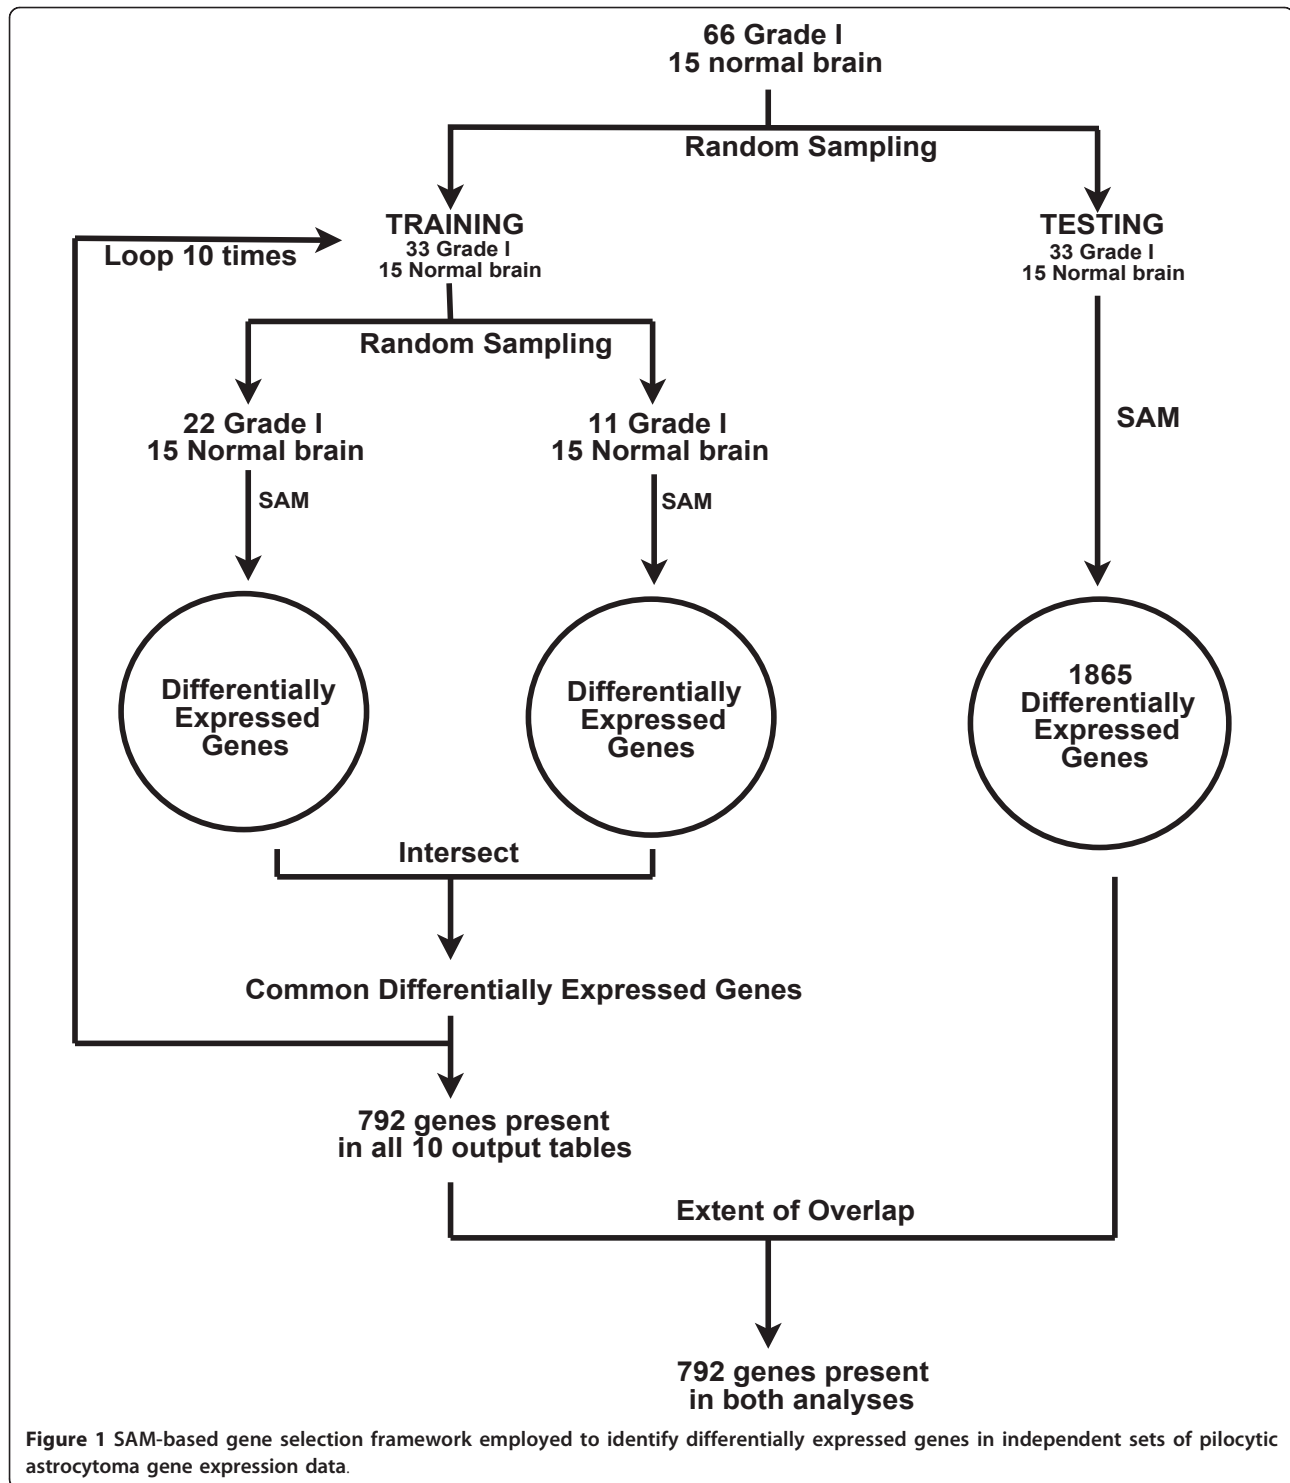 66 Grade I
15 normal brain
Random Sampling
TRAINING
33 Grade I
15 Normal brain
TESTING
33 Grade I
15 Normal brain
Loop 10 times
Random Sampling
22 Grade I
15 Normal brain
11 Grade I
15 Normal brain
SAM
SAM
SAM
Differentially
Expressed
Genes
Differentially
Expressed
Genes
1865
Differentially
Expressed
Genes
Intersect
Common Differentially Expressed Genes
792 genes present
in all 10 output tables
Extent of Overlap
792 genes present
in both analyses
Figure 1 SAM-based gene selection framework employed to identify differentially expressed genes in independent sets of pilocytic
astrocytoma gene expression data.